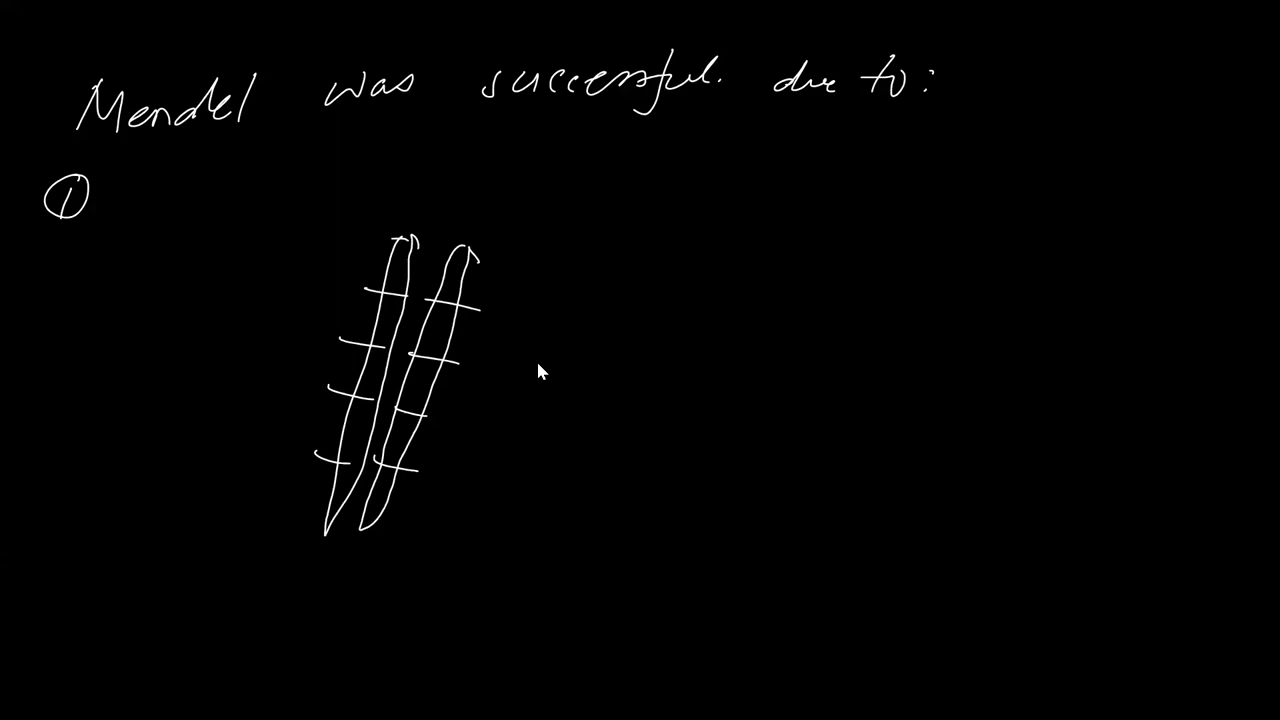 Mendel was successful. due to:
①